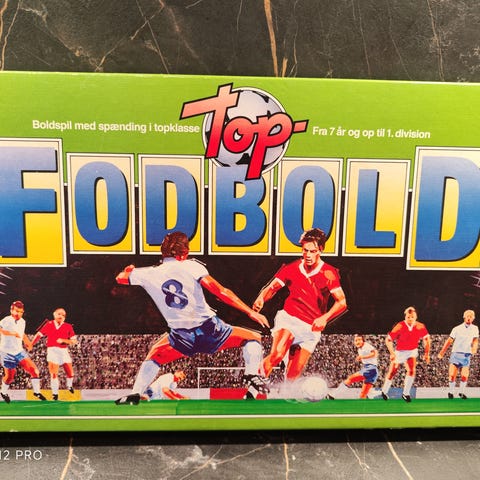 Top-
Boldspil med spænding i topklasse
Fra 7 år og op til 1. division
FODBOLD
8
12 PRO